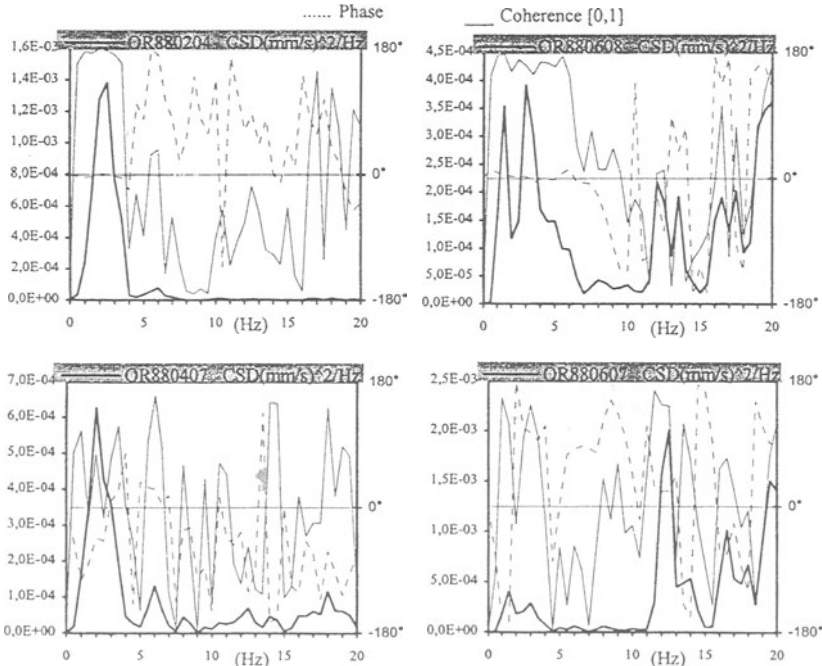 ...... Phase
— Coherence [0,1]
OR880204 - CSD(mm/s)^2/Hz
1,6E-03
1,4E-03
1,2E-03
1,0E-03
8,0E-04
6,0E-04
4,0E-04
2,0E-04
0,0E+00
180°
0°
-180°
0 5 10 15 20
(Hz)
OR880608 - CSD(mm/s)^2/Hz
4,5E-04
4,0E-04
3,5E-04
3,0E-04
2,5E-04
2,0E-04
1,5E-04
1,0E-04
5,0E-05
0,0E+00
180°
0°
-180°
0 5 10 15 20
(Hz)
OR880407 - CSD(mm/s)^2/Hz
7,0E-04
6,0E-04
5,0E-04
4,0E-04
3,0E-04
2,0E-04
1,0E-04
0,0E+00
180°
0°
-180°
0 5 10 15 20
(Hz)
OR880607 - CSD(mm/s)^2/Hz
2,5E-03
2,0E-03
1,5E-03
1,0E-03
5,0E-04
0,0E+00
180°
0°
-180°
0 5 10 15 20
(Hz)